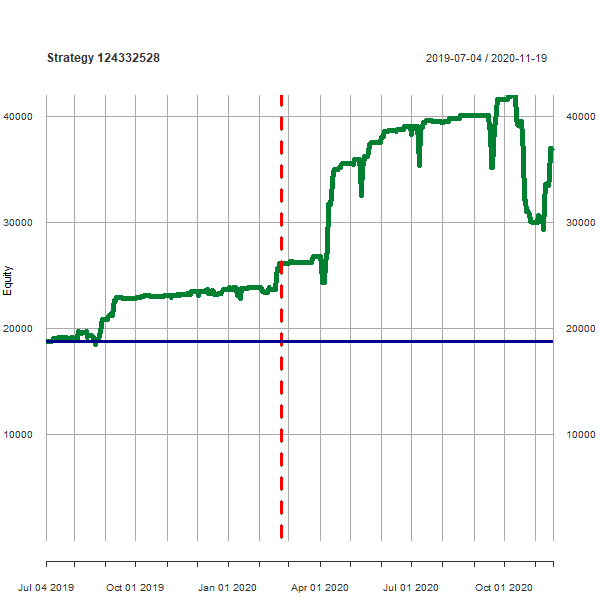 Strategy 124332528
2019-07-04 / 2020-11-19
40000
40000
30000
30000
Equity
20000
20000
10000
10000
Jul 04 2019
Oct 01 2019
Jan 01 2020
Apr 01 2020
Jul 01 2020
Oct 01 2020